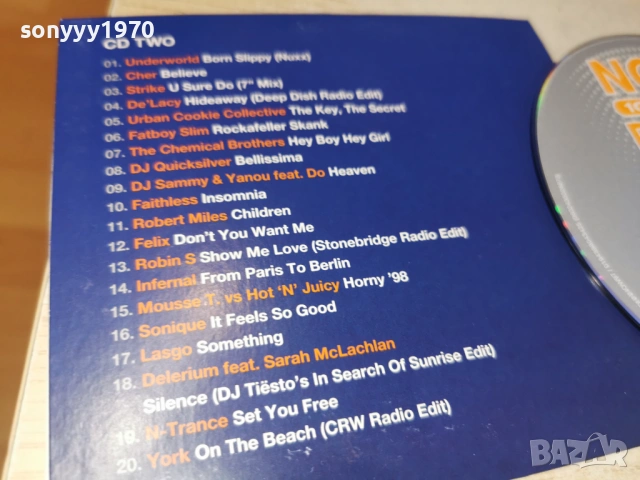 sonyyy1970
CD TWO
01. Underworld Born Slippy (Nuxx)
02. Cher Believe
03. Strike U Sure Do (7" Mix)
04. De'Lacy Hideaway (Deep Dish Radio Edit)
05. Urban Cookie Collective The Key, The Secret
06. Fatboy Slim Rockafeller Skank
07. The Chemical Brothers Hey Boy Hey Girl
08. DJ Quicksilver Bellissima
09. DJ Sammy & Yanou feat. Do Heaven
10. Faithless Insomnia
11. Robert Miles Children
12. Felix Don't You Want Me
13. Robin S Show Me Love (Stonebridge Radio Edit)
14. Infernal From Paris To Berlin
15. Mousse.T. vs Hot 'N' Juicy Horny '98
16. Sonique It Feels So Good
17. Lasgo Something
18. Delerium feat. Sarah McLachlan
Silence (DJ Tiësto's In Search Of Sunrise Edit)
19. N-Trance Set You Free
20. York On The Beach (CRW Radio Edit)
BAZAR